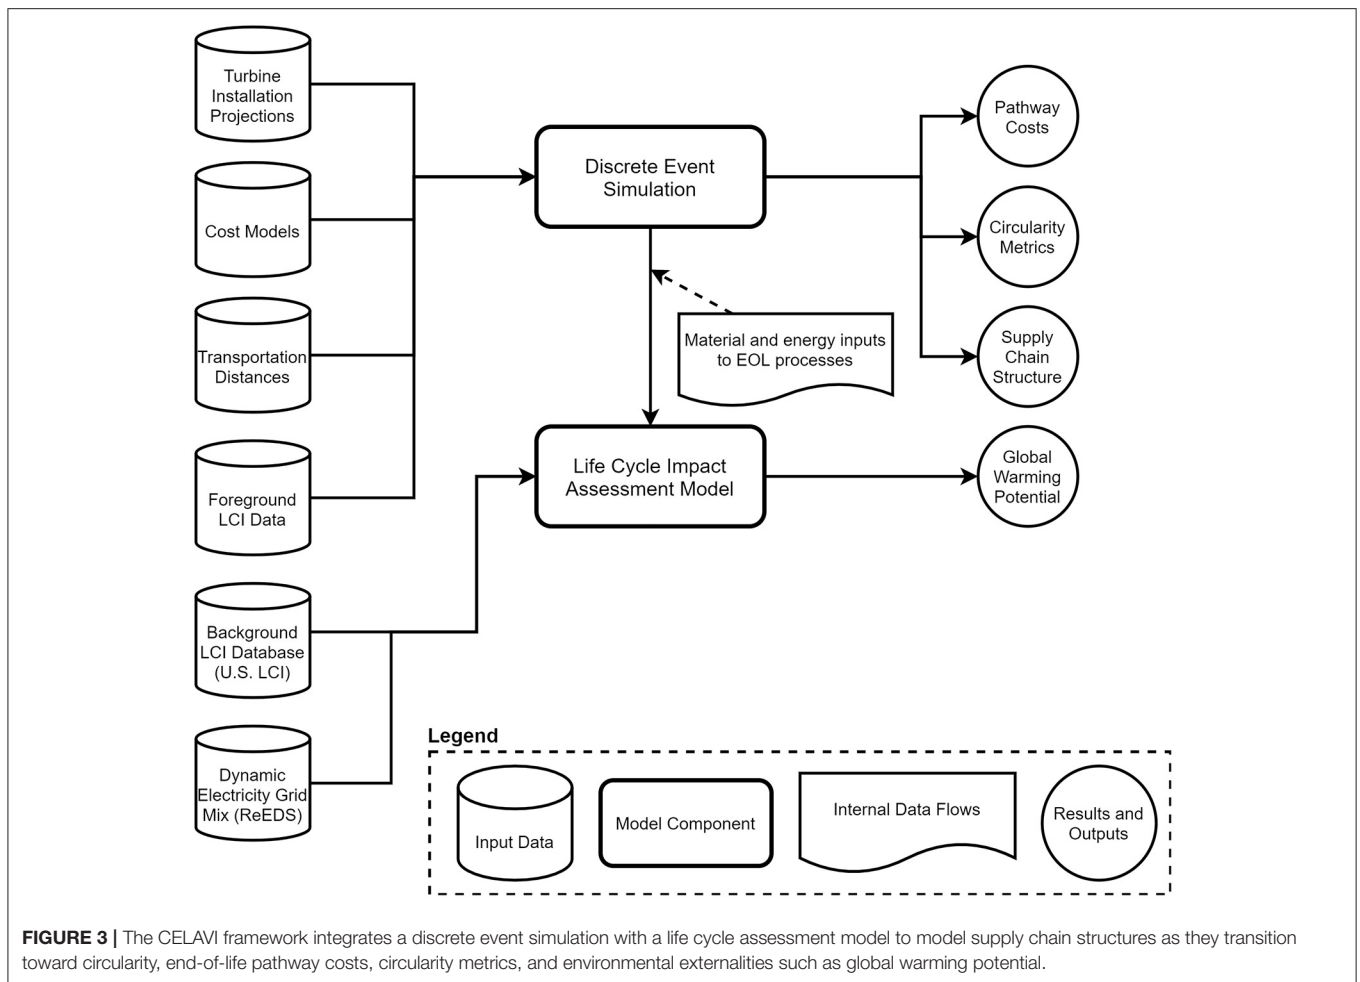 Turbine
Installation
Projections
Cost Models
Transportation
Distances
Foreground
LCI Data
Background
LCI Database
(U.S. LCI)
Dynamic
Electricity Grid
Mix (ReEDS)
Discrete Event
Simulation
Material and energy inputs
to EOL processes
Life Cycle Impact
Assessment Model
Pathway
Costs
Circularity
Metrics
Supply
Chain
Structure
Global
Warming
Potential
Legend
Input Data
Model Component
Internal Data Flows
Results and
Outputs
FIGURE 3 | The CELAVI framework integrates a discrete event simulation with a life cycle assessment model to model supply chain structures as they transition
toward circularity, end-of-life pathway costs, circularity metrics, and environmental externalities such as global warming potential.